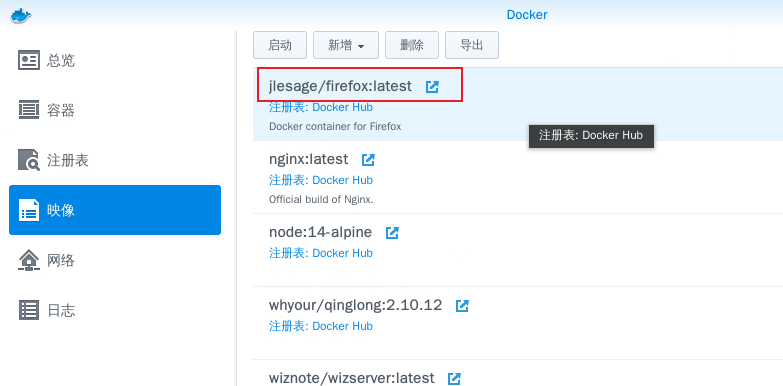 Docker
总览
容器
注册表
映像
网络
日志
启动 新增 删除 导出
jlesage/firefox:latest
注册表: Docker Hub
Docker container for Firefox
注册表: Docker Hub
nginx:latest
注册表: Docker Hub
Official build of Nginx.
node:14-alpine
注册表: Docker Hub
whyour/qinglong:2.10.12
注册表: Docker Hub
wiznote/wizserver:latest